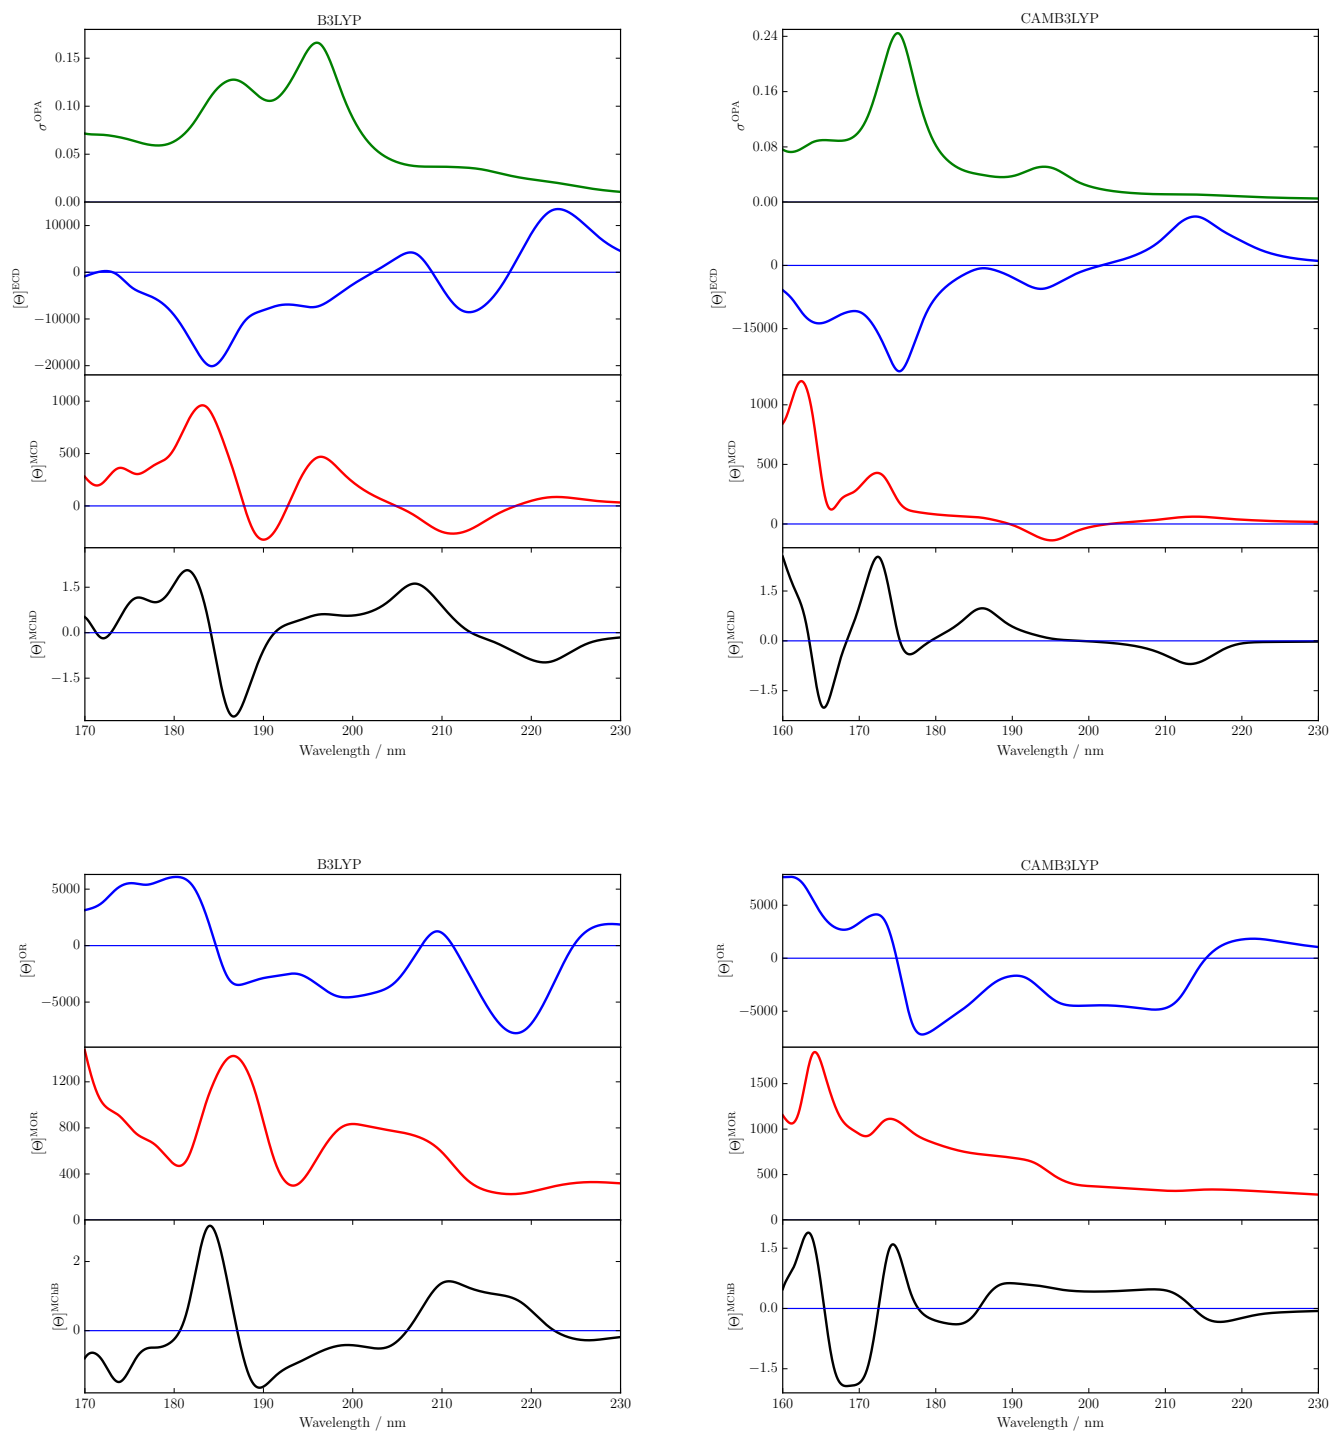 B3LYP
0.15
0.10
0.05
0.00
σ^OPA
10000
0
−10000
−20000
[Θ]^ECD
1000
500
0
[Θ]^MCD
1.5
0.0
−1.5
[Θ]^MChD
170 180 190 200 210 220 230
Wavelength / nm
CAMB3LYP
0.24
0.16
0.08
0.00
σ^OPA
0
−15000
[Θ]^ECD
1000
500
0
[Θ]^MCD
1.5
0.0
−1.5
[Θ]^MChD
160 170 180 190 200 210 220 230
Wavelength / nm
B3LYP
5000
0
−5000
[Θ]^OR
1200
800
400
0
[Θ]^MOR
2
0
[Θ]^MChB
170 180 190 200 210 220 230
Wavelength / nm
CAMB3LYP
5000
0
−5000
[Θ]^OR
1500
1000
500
0
[Θ]^MOR
1.5
0.0
−1.5
[Θ]^MChB
160 170 180 190 200 210 220 230
Wavelength / nm